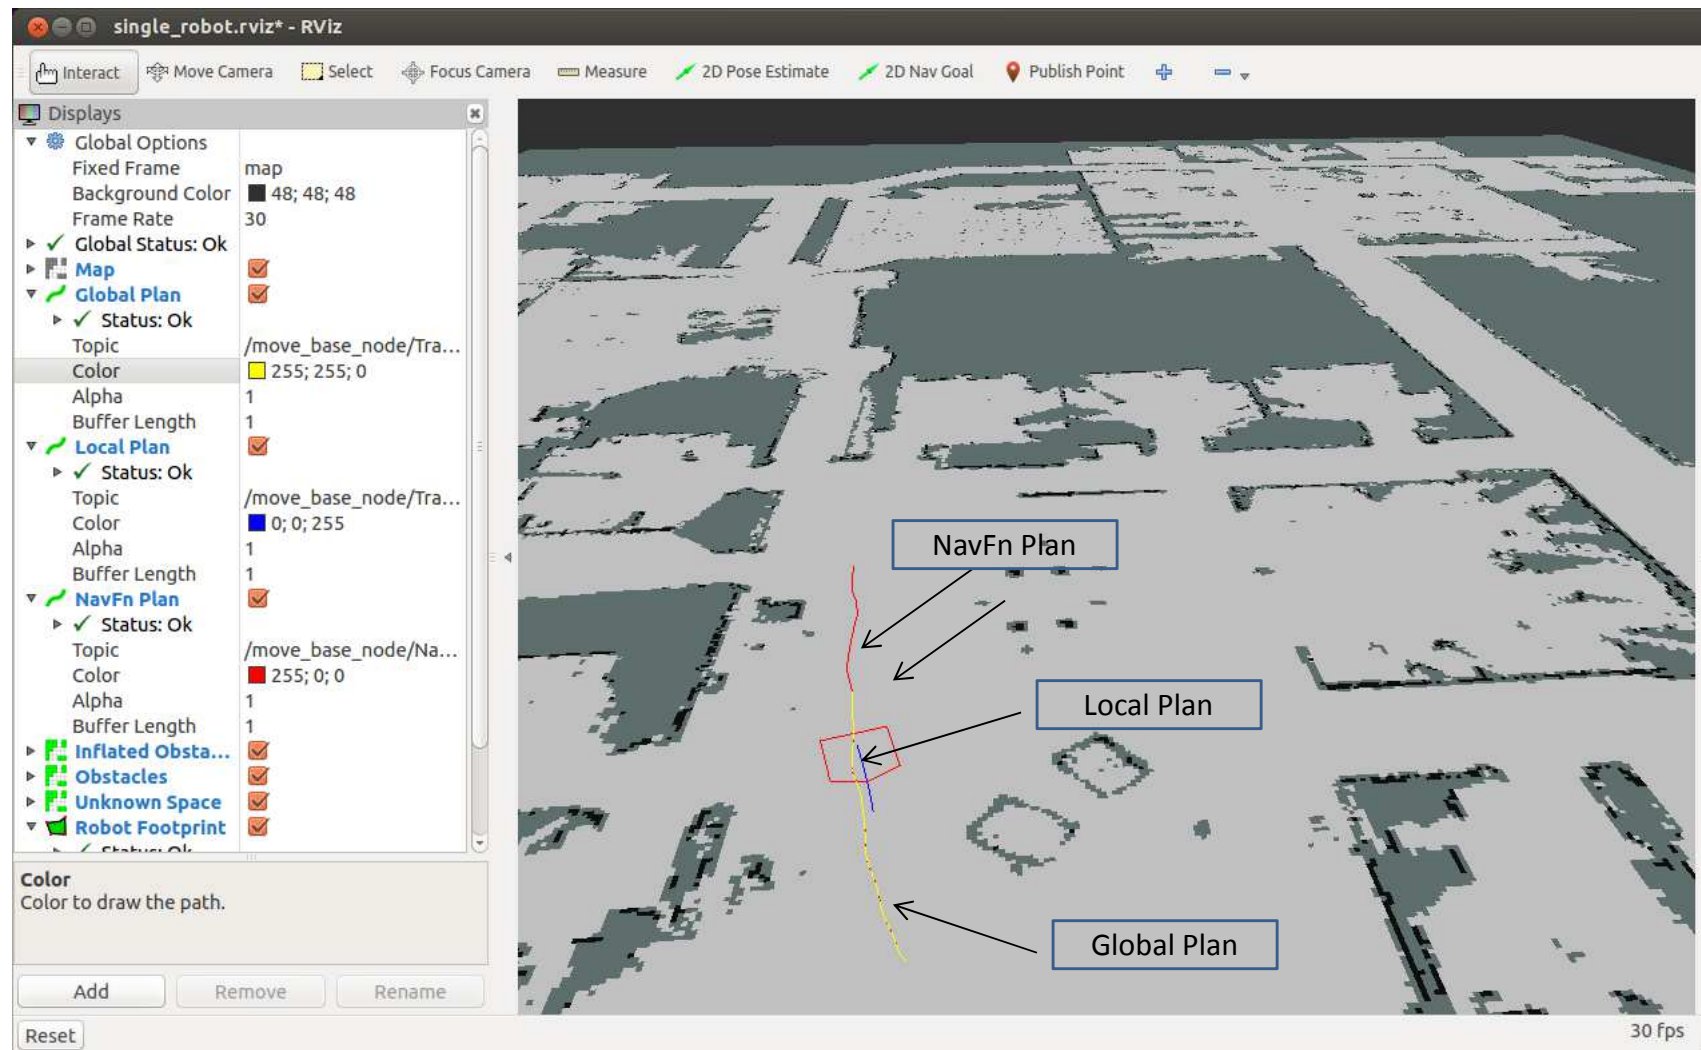 single_robot.rviz* - RViz
Interact Move Camera Select Focus Camera Measure 2D Pose Estimate 2D Nav Goal Publish Point
Displays
Global Options
Fixed Frame map
Background Color 48; 48; 48
Frame Rate 30
Global Status: Ok
Map
Global Plan
Status: Ok
Topic /move_base_node/Tra...
Color 255; 255; 0
Alpha 1
Buffer Length 1
Local Plan
Status: Ok
Topic /move_base_node/Tra...
Color 0; 0; 255
Alpha 1
Buffer Length 1
NavFn Plan
Status: Ok
Topic /move_base_node/Na...
Color 255; 0; 0
Alpha 1
Buffer Length 1
Inflated Obsta...
Obstacles
Unknown Space
Robot Footprint
Status: Ok
Color
Color to draw the path.
Add Remove Rename
Reset
NavFn Plan
Local Plan
Global Plan
30 fps